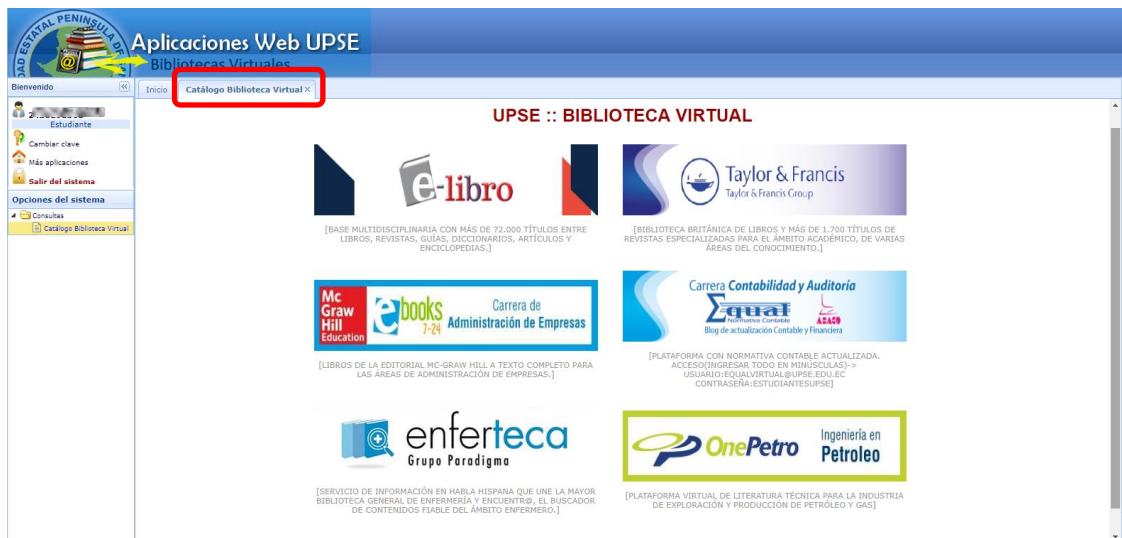 AD ESTATAL PENINSULA DE
Aplicaciones Web UPSE
Bibliotecas Virtuales
Bienvenido
Inicio
Catálogo Biblioteca Virtual
Estudiante
Cambiar clave
Más aplicaciones
Salir del sistema
Opciones del sistema
Consultas
Catálogo Biblioteca Virtual
UPSE :: BIBLIOTECA VIRTUAL
e-libro
[BASE MULTIDISCIPLINARIA CON MÁS DE 72.000 TÍTULOS ENTRE
LIBROS, REVISTAS, GUÍAS, DICCIONARIOS, ARTÍCULOS Y
ENCICLOPEDIAS.]
Taylor & Francis
Taylor & Francis Group
[BIBLIOTECA BRITÁNICA DE LIBROS Y MÁS DE 1.700 TÍTULOS DE
REVISTAS ESPECIALIZADAS PARA EL ÁMBITO ACADÉMICO, DE VARIAS
ÁREAS DEL CONOCIMIENTO.]
Mc
Graw
Hill
Education
ebooks
7-24
Carrera de
Administración de Empresas
[LIBROS DE LA EDITORIAL MC-GRAW HILL A TEXTO COMPLETO PARA
LAS ÁREAS DE ADMINISTRACIÓN DE EMPRESAS.]
Carrera Contabilidad y Auditoría
Equal
Normativa Contable
Blog de actualización Contable y Financiera
[PLATAFORMA CON NORMATIVA CONTABLE ACTUALIZADA.
ACCESO(INGRESAR TODO EN MINÚSCULAS)->
USUARIO:EQUALVIRTUAL@UPSE.EDU.EC
CONTRASEÑA:ESTUDIANTESUPSE]
enferteca
Grupo Paradigma
[SERVICIO DE INFORMACIÓN EN HABLA HISPANA QUE UNE LA MAYOR
BIBLIOTECA GENERAL DE ENFERMERÍA Y ENCUENTR@, EL BUSCADOR
DE CONTENIDOS FIABLE DEL ÁMBITO ENFERMERO.]
OnePetro
Ingeniería en
Petroleo
[PLATAFORMA VIRTUAL DE LITERATURA TÉCNICA PARA LA INDUSTRIA
DE EXPLORACIÓN Y PRODUCCIÓN DE PETRÓLEO Y GAS]